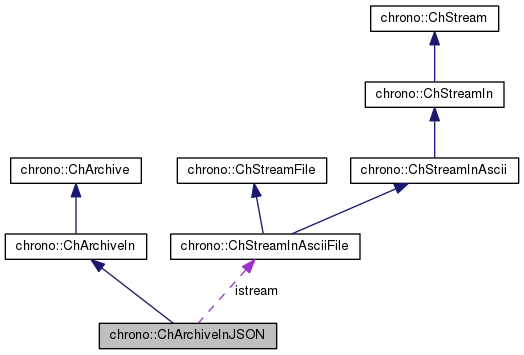 chrono::ChStream
chrono::ChStreamIn
chrono::ChArchive
chrono::ChStreamFile
chrono::ChStreamInAscii
chrono::ChArchiveIn
chrono::ChStreamInAsciiFile
istream
chrono::ChArchiveInJSON